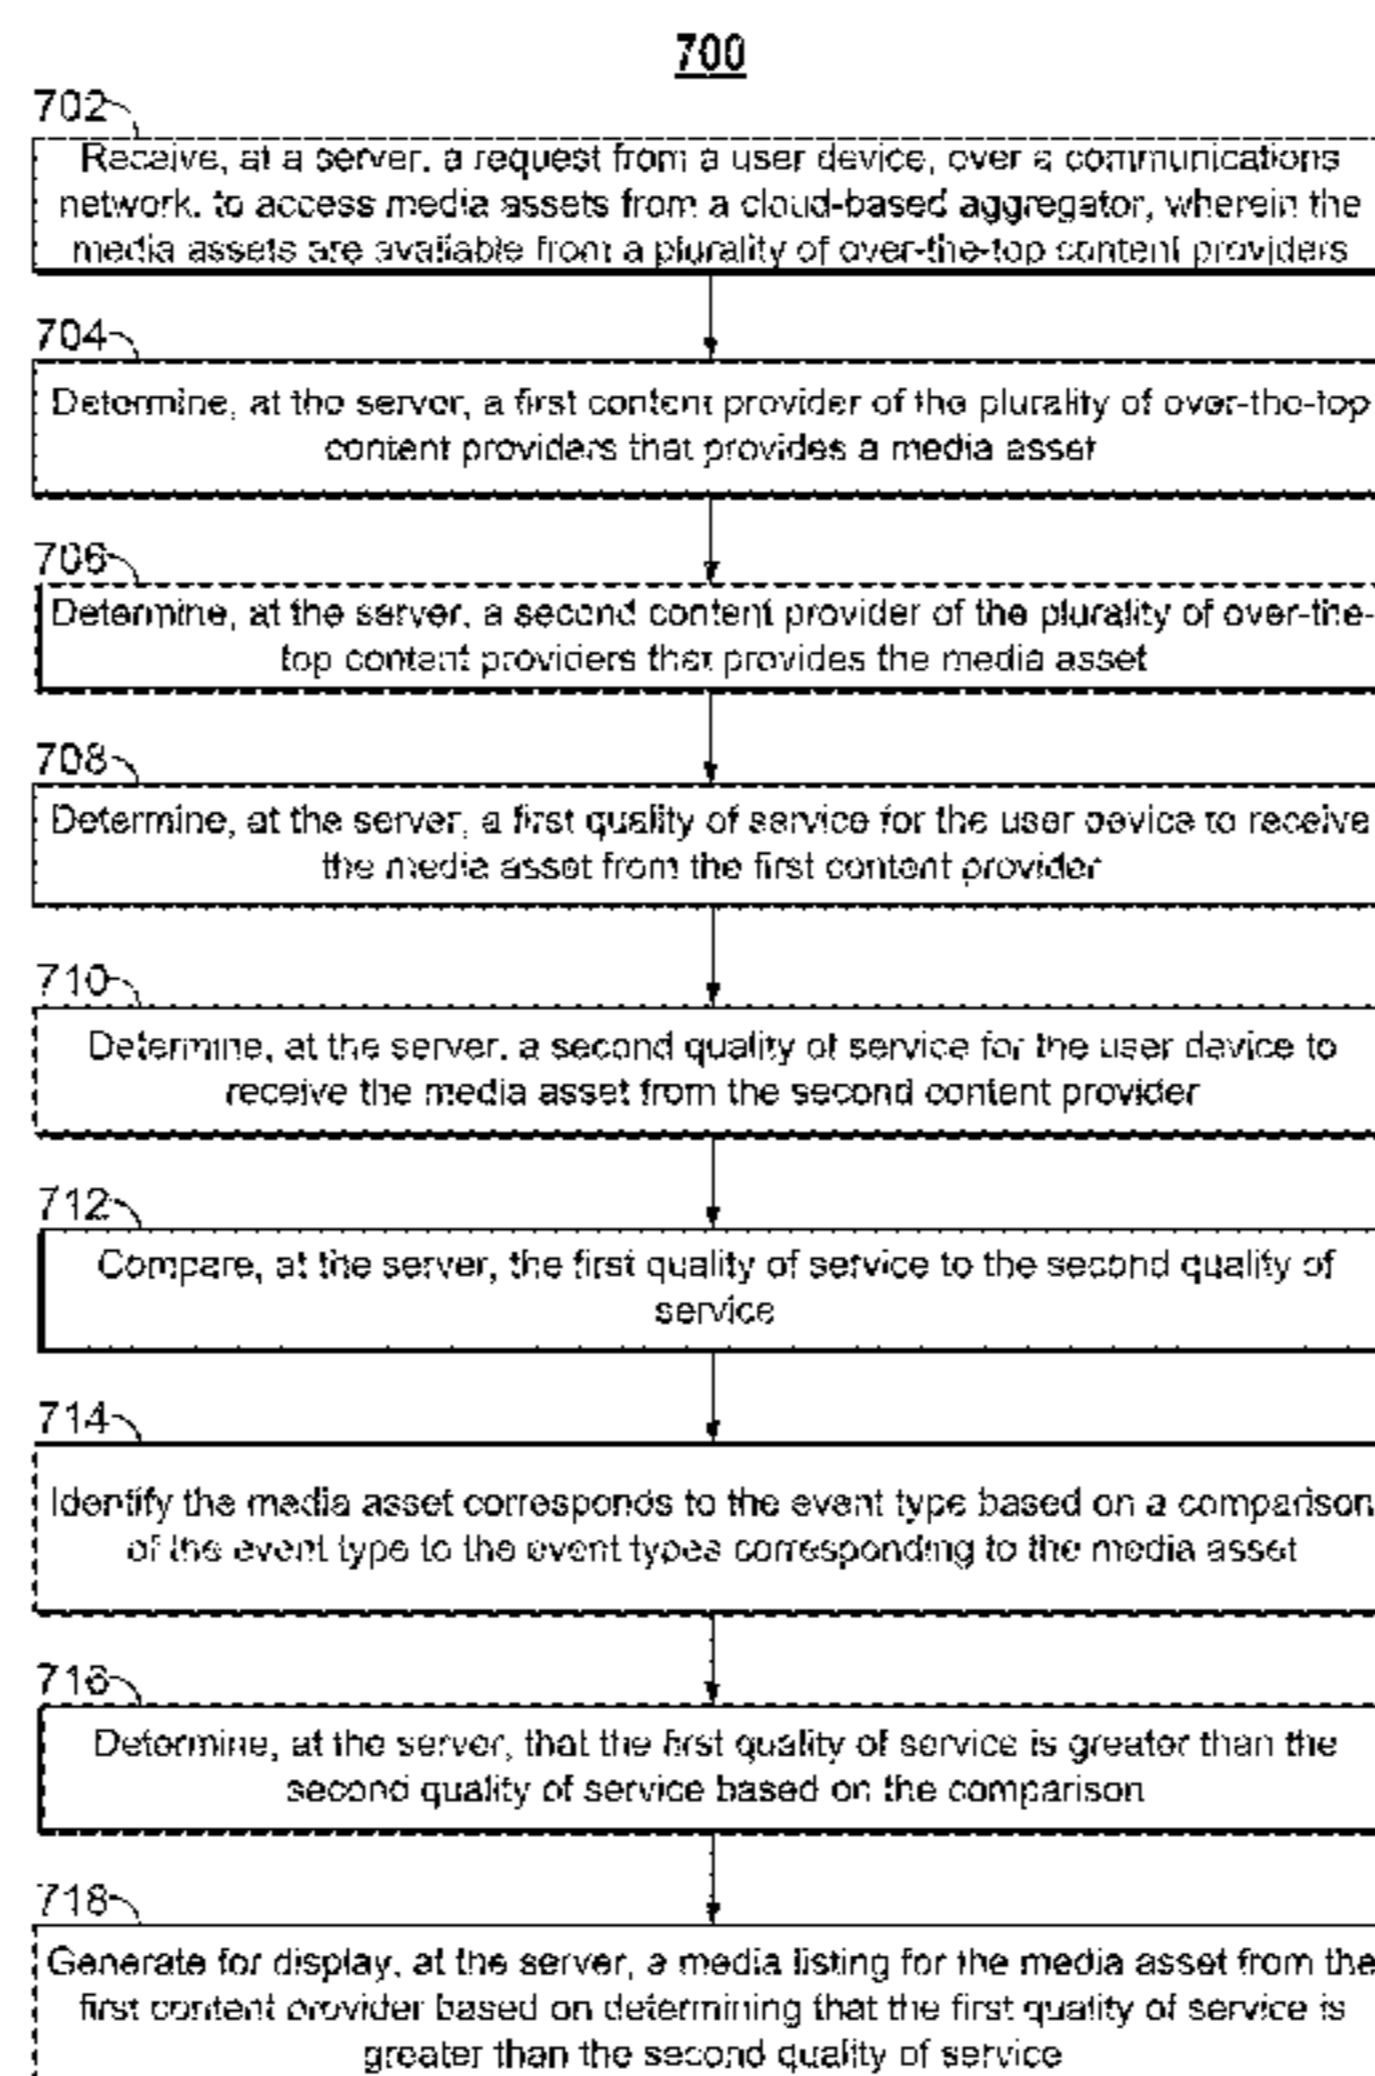 700
702
Receive, at a server, a request from a user device, over a communications
network, to access media assets from a cloud-based aggregator, wherein the
media assets are available from a plurality of over-the-top content providers
704
Determine, at the server, a first content provider of the plurality of over-the-top
content providers that provides a media asset
706
Determine, at the server, a second content provider of the plurality of over-the-
top content providers that provides the media asset
708
Determine, at the server, a first quality of service for the user device to receive
the media asset from the first content provider
710
Determine, at the server, a second quality of service for the user device to
receive the media asset from the second content provider
712
Compare, at the server, the first quality of service to the second quality of
service
714
Identify the media asset corresponds to the event type based on a comparison
of the event type to the event types corresponding to the media asset
716
Determine, at the server, that the first quality of service is greater than the
second quality of service based on the comparison
718
Generate for display, at the server, a media listing for the media asset from the
first content provider based on determining that the first quality of service is
greater than the second quality of service